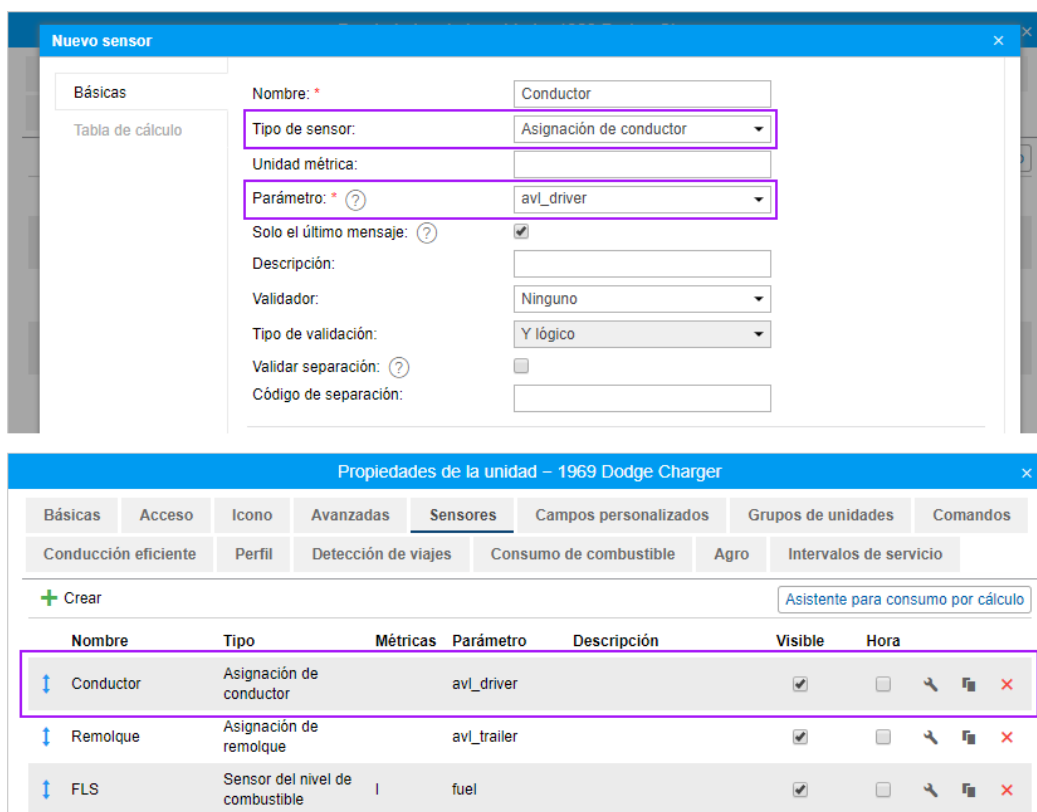 Nuevo sensor
Básicas
Tabla de cálculo
Nombre: *
Conductor
Tipo de sensor:
Asignación de conductor
Unidad métrica:
Parámetro: * ?
avl_driver
Solo el último mensaje: ?
Descripción:
Validador:
Ninguno
Tipo de validación:
Y lógico
Validar separación: ?
Código de separación:
Propiedades de la unidad – 1969 Dodge Charger
Básicas Acceso Icono Avanzadas Sensores Campos personalizados Grupos de unidades Comandos
Conducción eficiente Perfil Detección de viajes Consumo de combustible Agro Intervalos de servicio
Crear
Asistente para consumo por cálculo
Nombre Tipo Métricas Parámetro Descripción Visible Hora
Conductor
Asignación de
conductor
avl_driver
Remolque
Asignación de
remolque
avl_trailer
FLS
Sensor del nivel de
combustible
l
fuel